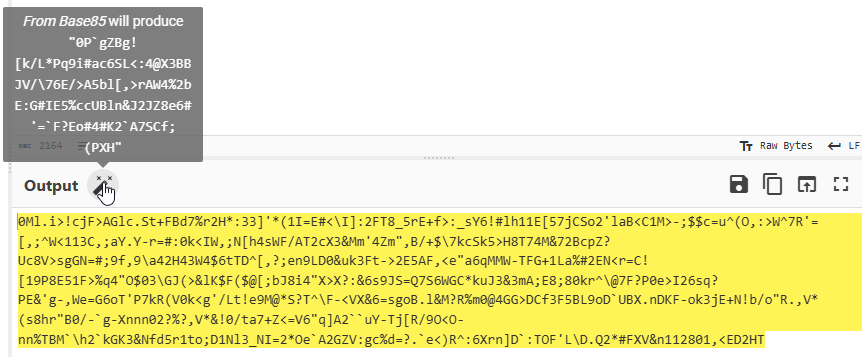 From Base85 will produce
"0P`gZBg!
[k/L*Pq9i#ac6SL<:4@X3BB
JV/\76E/>A5bl[,>rAW4%2b
E:G#IE5%ccUBln&J2JZ8e6#
'=`F?Eo#4#K2`A7SCf;
(PXH"
2164
Raw Bytes
LF
Output
0Ml.i>!cjF>AGlc.St+FBd7%r2H*:33]'*(1I=E#<\I]:2FT8_5rE+f>:_sY6!#lh11E[57jCSo2'laB<C1M>-;$$c=u^(O,:>W^7R'=
[,;^W<113C,;aY.Y-r=#:0k<IW,;N[h4sWF/AT2cX3&Mm'4Zm",B/+$\7kcSk5>H8T74M&72BcpZ?
Uc8V>sgGN=#;9f,9\a42H43W4$6tTD^[,?;en9LD0&uk3Ft->2E5AF,<e"a6qMMW-TFG+1La%#2EN<r=C!
[19P8E51F>%q4"O$03\GJ(>&lK$F($@[;bJ8i4"X>X?:&6s9JS=Q7S6WGC*kuJ3&3mA;E8;80kr^\@7F?P0e>I26sq?
PE&'g-,We=G6oT'P7kR(V0k<g'/Lt!e9M@*S?T^\F-<VX&6=sgoB.l&M?R%m0@4GG>DCf3F5BL9oD`UBX.nDKF-ok3jE+N!b/o"R.,V*
(s8hr"B0/-`g-Xnnn02?%?,V*&!0/ta7+Z<=V6"q]A2``uY-Tj[R/9O<O-
nn%TBM`\h2`kGK3&Nfd5r1to;D1Nl3_NI=2*Oe`A2GZV:gc%d=?.`e<)R^:6Xrn]D`:TOF'L\D.Q2*#FXV&n112801,<ED2HT